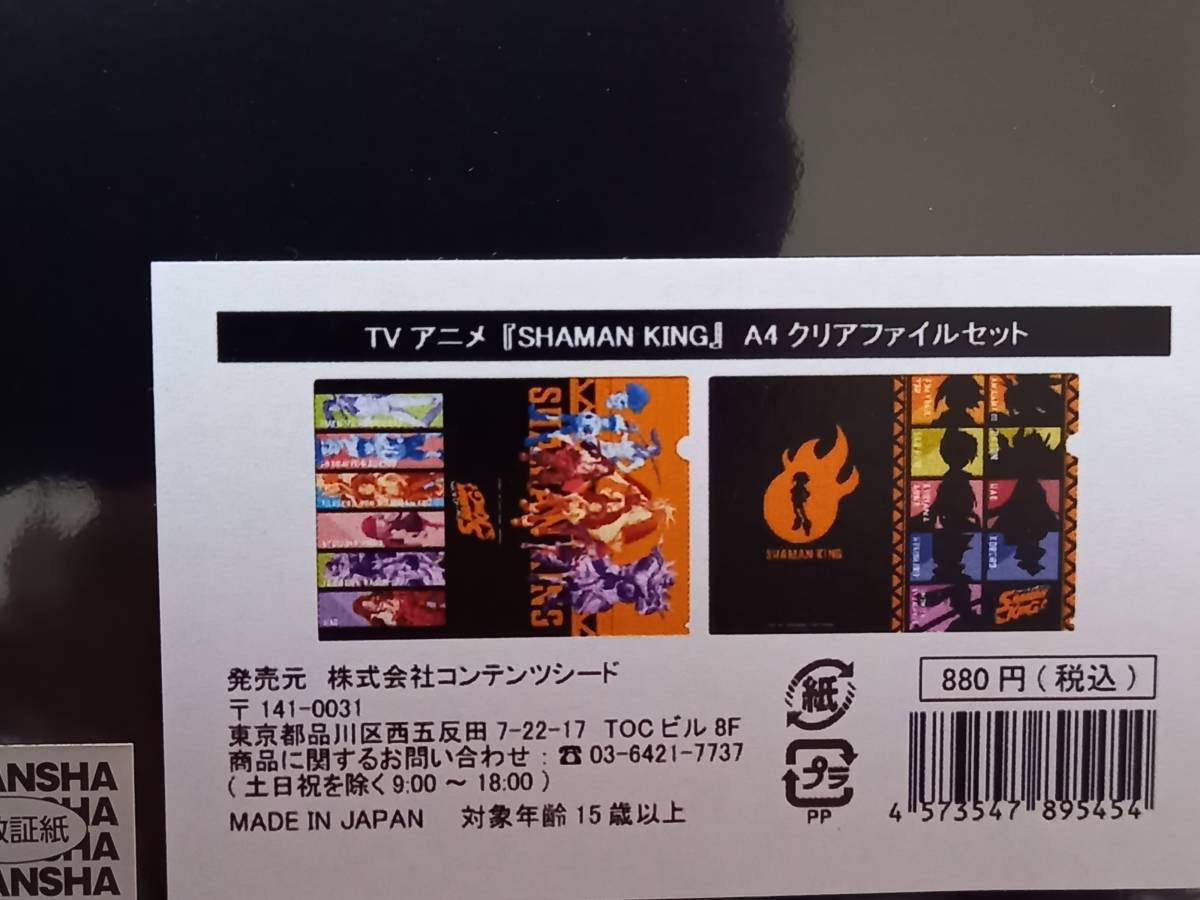 TV アニメ『SHAMAN KING』 A4 クリアファイルセット
SHAMAN KING
発売元 株式会社コンテンツシード
〒 141-0031
東京都品川区西五反田 7-22-17 TOC ビル 8F
商品に関するお問い合わせ : ☎ 03-6421-7737
( 土日祝を除く 9:00 ～ 18:00 )
MADE IN JAPAN 対象年齢 15 歳以上
紙
プラ
PP
880 円 ( 税込 )
4 573547 895454
ANSHA
証紙
ANSHA